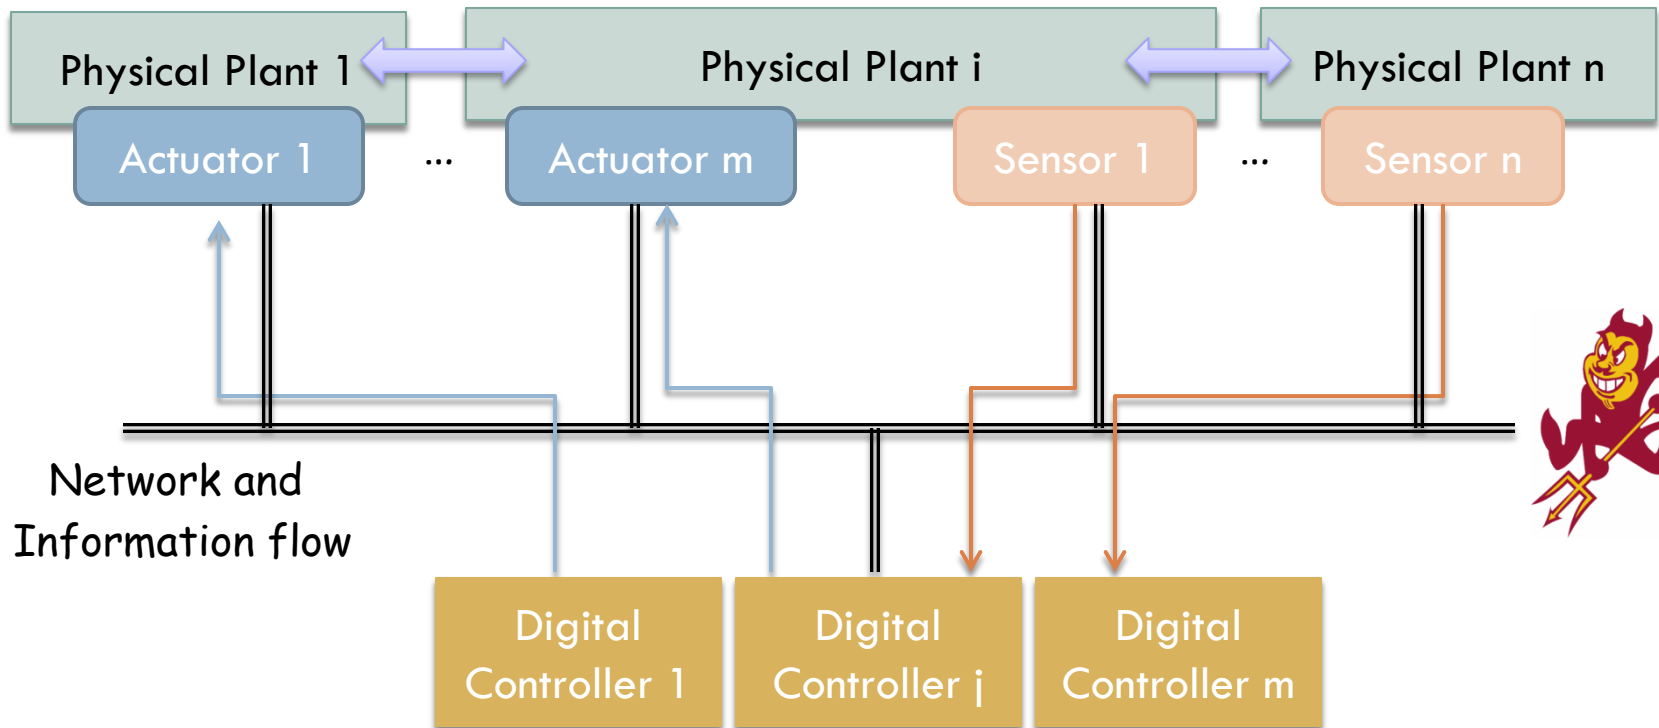 Physical Plant 1
Physical Plant i
Physical Plant n
Actuator 1
...
Actuator m
Sensor 1
...
Sensor n
Network and
Information flow
Digital
Controller 1
Digital
Controller j
Digital
Controller m